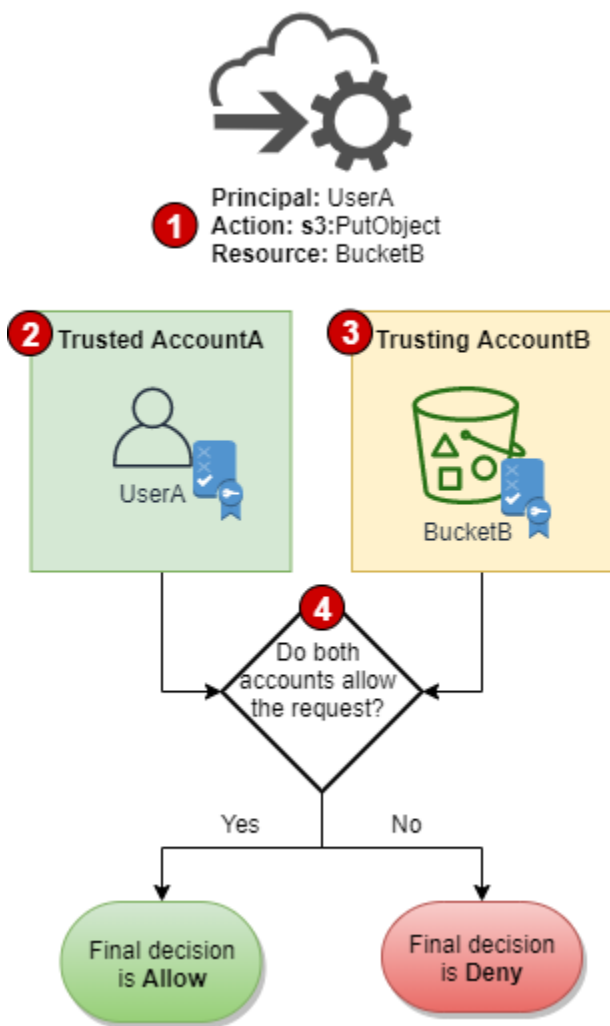 1
Principal: UserA
Action: s3:PutObject
Resource: BucketB
2
Trusted AccountA
UserA
3
Trusting AccountB
BucketB
4
Do both
accounts allow
the request?
Yes
No
Final decision
is Allow
Final decision
is Deny